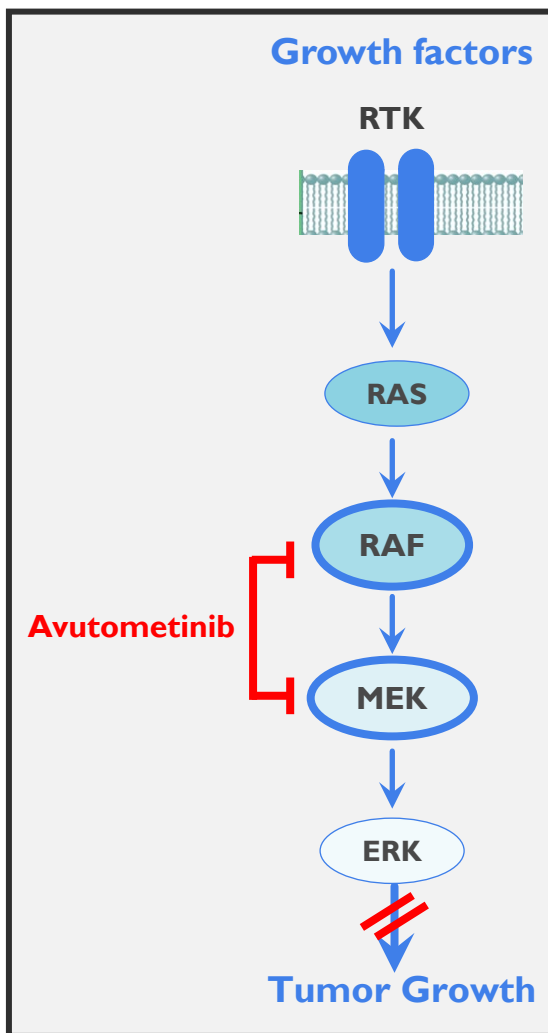 Growth factors
RTK
RAS
RAF
Avutometinib
MEK
ERK
Tumor Growth